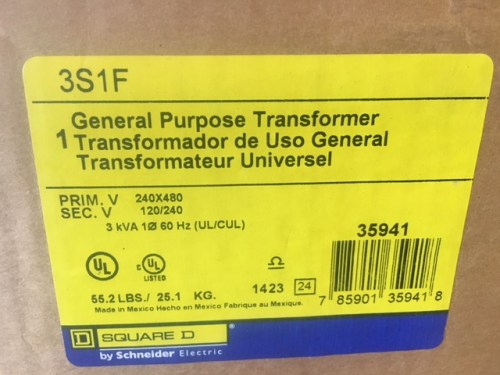 3S1F
General Purpose Transformer
1 Transformador de Uso General
Transformateur Universel
PRIM. V 240X480
SEC. V 120/240
3 kVA 1Ø 60 Hz (UL/CUL)
35941
UL
C UL
LISTED
1423 24
7 85901 35941 8
55.2 LBS./ 25.1 KG.
Made in Mexico Hecho en Mexico Fabrique au Mexique.
D SQUARE D
by Schneider Electric